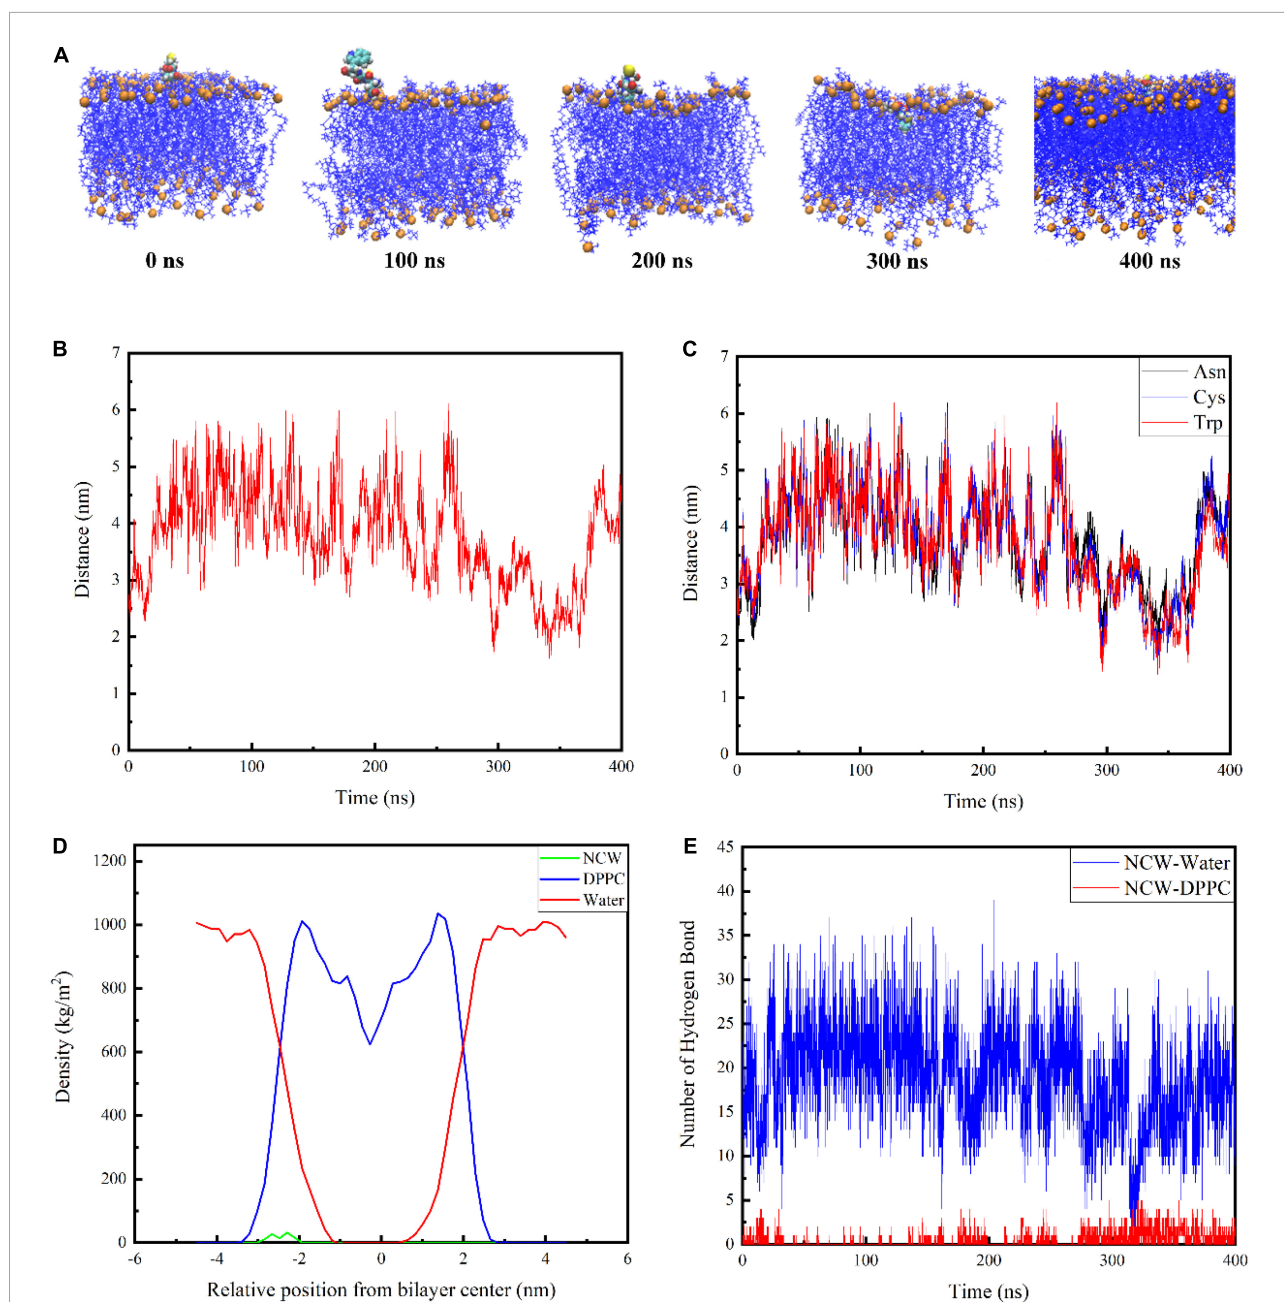 A
0 ns
100 ns
200 ns
300 ns
400 ns
B
7
6
5
4
3
2
1
0
Distance (nm)
0
100
200
300
400
Time (ns)
C
7
6
5
4
3
2
1
0
Distance (nm)
Asn
Cys
Trp
0
100
200
300
400
Time (ns)
D
1200
1000
800
600
400
200
0
Density (kg/m²)
NCW
DPPC
Water
-6
-4
-2
0
2
4
6
Relative position from bilayer center (nm)
E
45
40
35
30
25
20
15
10
5
0
Number of Hydrogen Bond
NCW-Water
NCW-DPPC
0
100
200
300
400
Time (ns)